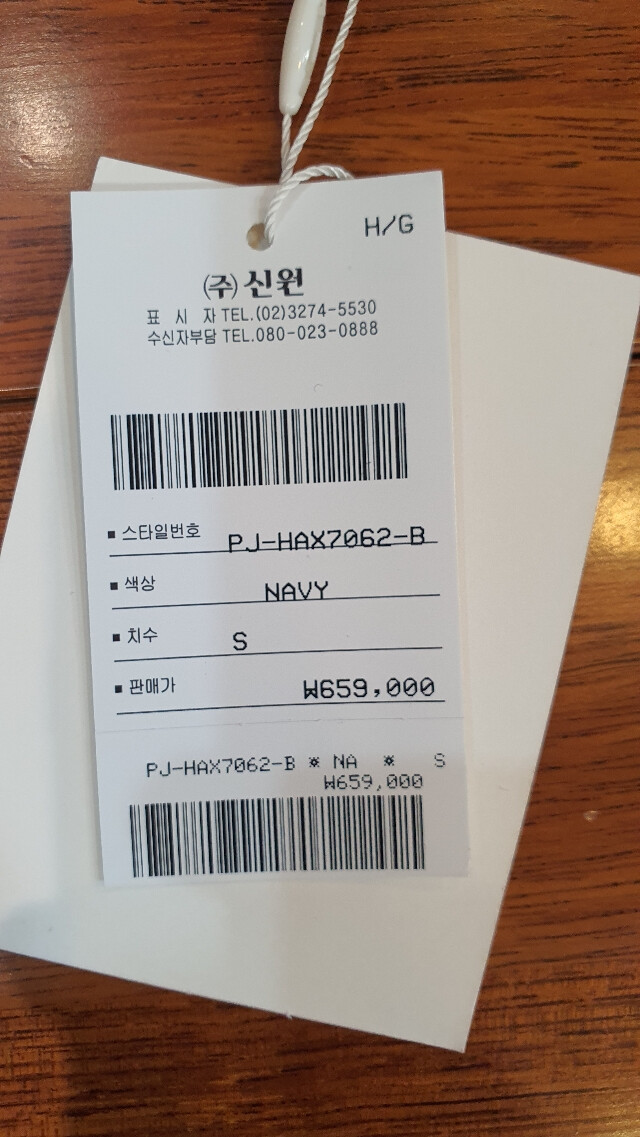 H/G
(주)신원
표 시 자 TEL.(02)3274-5530
수신자부담 TEL.080-023-0888
■ 스타일번호 PJ-HAX7062-B
■ 색상 NAVY
■ 치수 S
■ 판매가 ₩659,000
PJ-HAX7062-B ※ NA ※ S
₩659,000